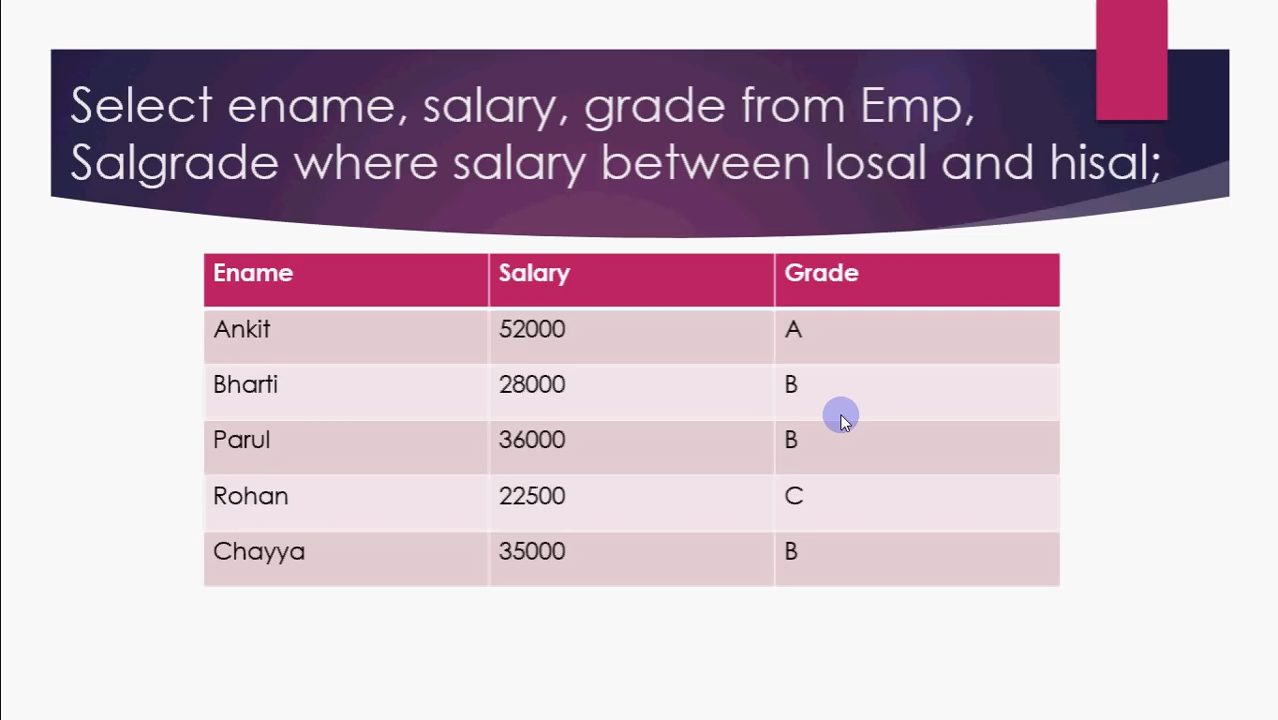 Select ename, salary, grade from Emp,
Salgrade where salary between losal and hisal;
Ename Salary Grade
Ankit 52000 A
Bharti 28000 B
Parul 36000 B
Rohan 22500 C
Chayya 35000 B